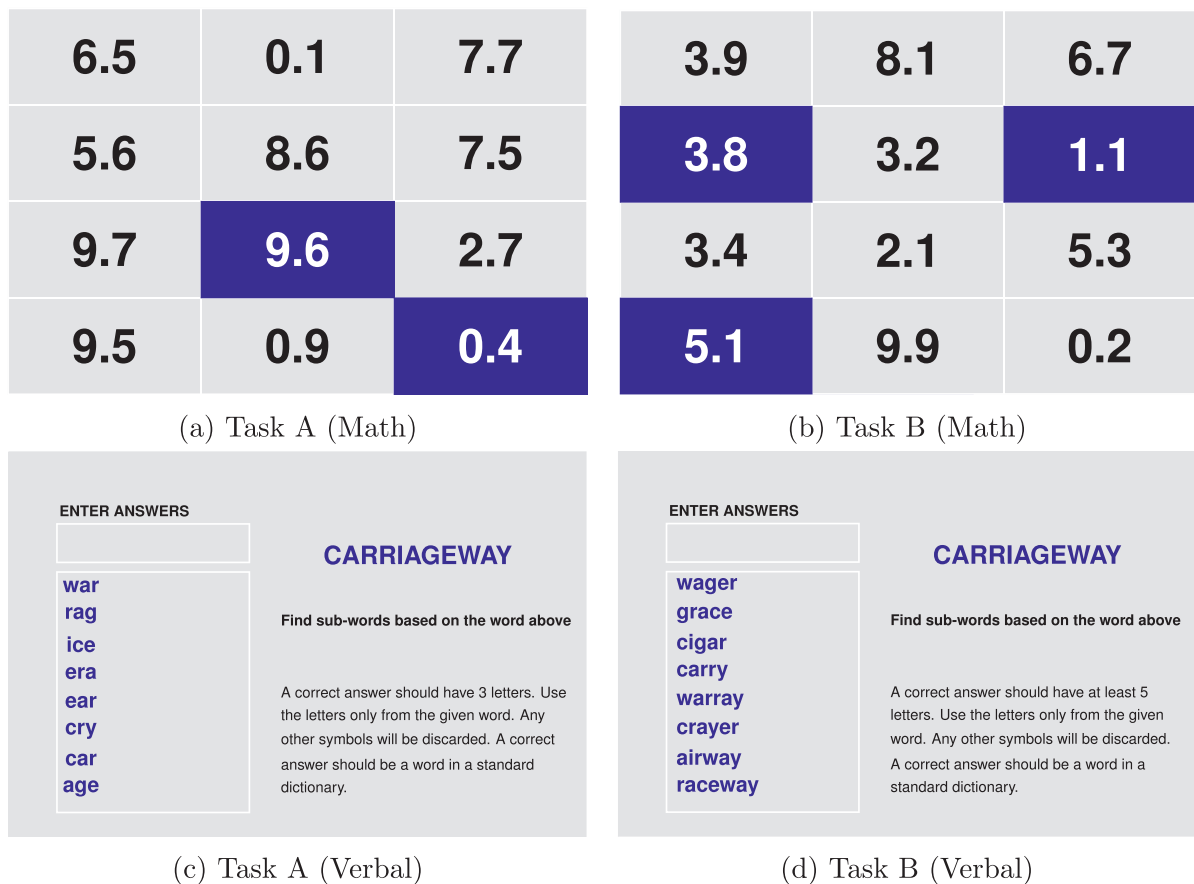 6.5 0.1 7.7
5.6 8.6 7.5
9.7 9.6 2.7
9.5 0.9 0.4
(a) Task A (Math)
3.9 8.1 6.7
3.8 3.2 1.1
3.4 2.1 5.3
5.1 9.9 0.2
(b) Task B (Math)
ENTER ANSWERS
war
rag
ice
era
ear
cry
car
age
CARRIAGEWAY
Find sub-words based on the word above
A correct answer should have 3 letters. Use
the letters only from the given word. Any
other symbols will be discarded. A correct
answer should be a word in a standard
dictionary.
(c) Task A (Verbal)
ENTER ANSWERS
wager
grace
cigar
carry
warray
crayer
airway
raceway
CARRIAGEWAY
Find sub-words based on the word above
A correct answer should have at least 5
letters. Use the letters only from the given
word. Any other symbols will be discarded.
A correct answer should be a word in a
standard dictionary.
(d) Task B (Verbal)